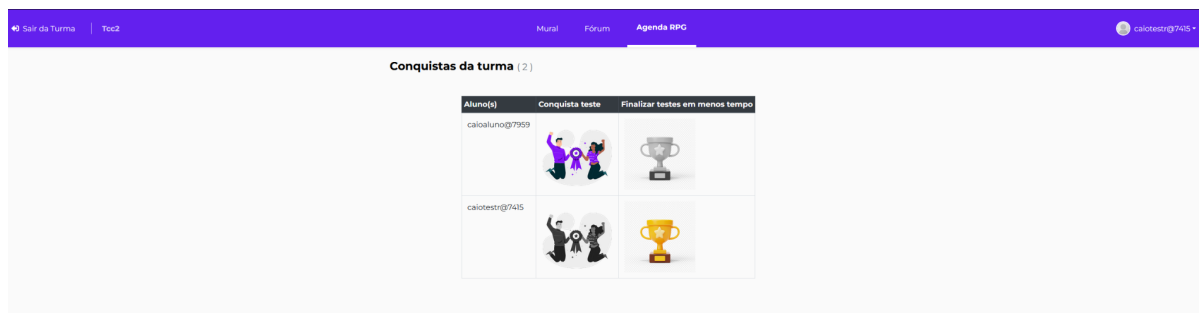 Sair da Turma Tcc2 Mural Fórum Agenda RPG caiotestr@7415
Conquistas da turma (2)
Aluno(s) Conquista teste Finalizar testes em menos tempo
caioaluno@7959
caiotestr@7415